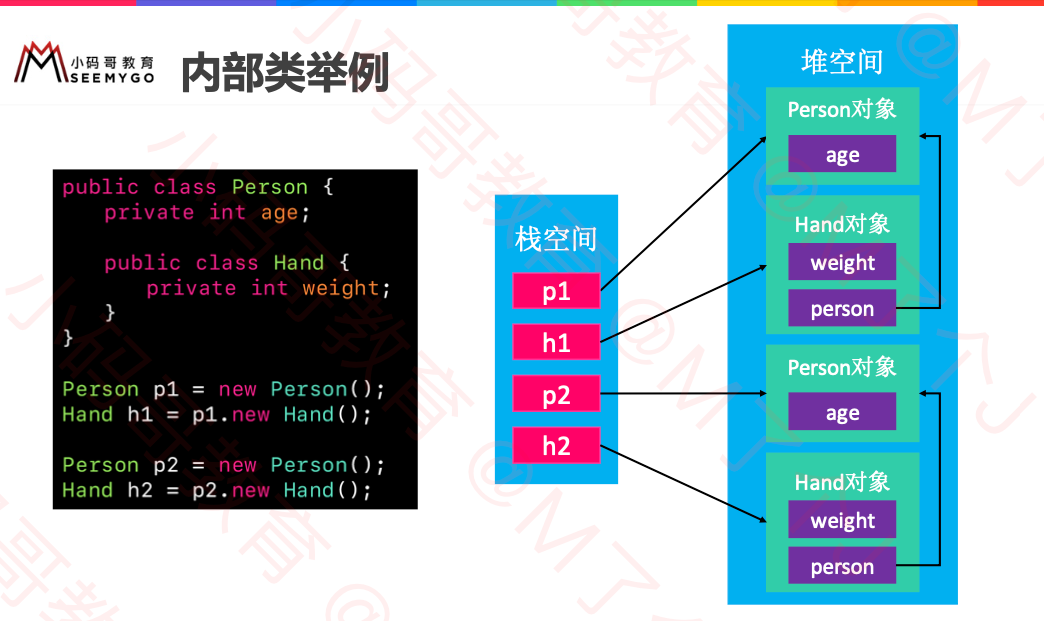 小码哥教育
SEEMYGO
内部类举例
public class Person {
private int age;
public class Hand {
private int weight;
}
}
Person p1 = new Person();
Hand h1 = p1.new Hand();
Person p2 = new Person();
Hand h2 = p2.new Hand();
栈空间
p1
h1
p2
h2
堆空间
Person对象
age
Hand对象
weight
person
Person对象
age
Hand对象
weight
person
小码哥教育 @M了个J